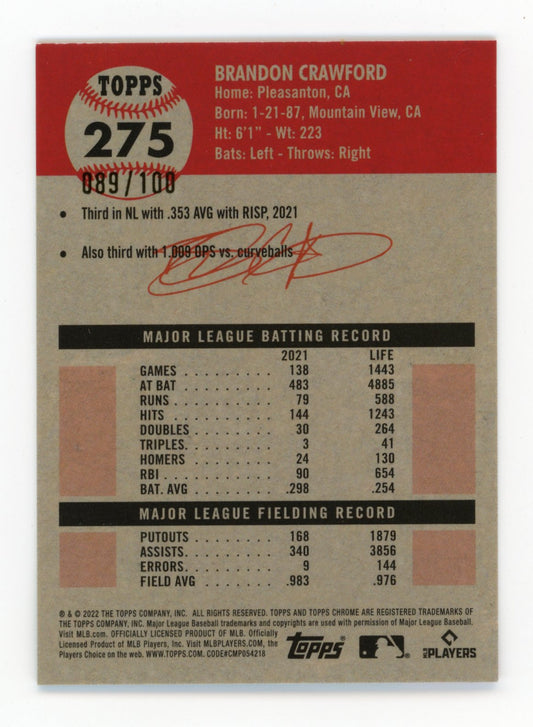 TOPPS
275
089/100
BRANDON CRAWFORD
Home: Pleasanton, CA
Born: 1-21-87, Mountain View, CA
Ht: 6'1" - Wt: 223
Bats: Left - Throws: Right
• Third in NL with .353 AVG with RISP, 2021
• Also third with 1.009 OPS vs. curveballs
MAJOR LEAGUE BATTING RECORD
2021 LIFE
GAMES . . . . . . . . . 138 1443
AT BAT . . . . . . . . . 483 4885
RUNS . . . . . . . . . . 79 588
HITS . . . . . . . . . . 144 1243
DOUBLES . . . . . . . . 30 264
TRIPLES. . . . . . . . . 3 41
HOMERS . . . . . . . . 24 130
RBI . . . . . . . . . . . 90 654
BAT. AVG . . . . . . . . .298 .254
MAJOR LEAGUE FIELDING RECORD
PUTOUTS . . . . . . . . 168 1879
ASSISTS. . . . . . . . . 340 3856
ERRORS. . . . . . . . . 9 144
FIELD AVG . . . . . . . .983 .976
® & © 2022 THE TOPPS COMPANY, INC. ALL RIGHTS RESERVED. TOPPS AND TOPPS CHROME ARE REGISTERED TRADEMARKS OF
THE TOPPS COMPANY, INC. Major League Baseball trademarks and copyrights are used with permission of Major League Baseball.
Visit MLB.com. OFFICIALLY LICENSED PRODUCT OF MLB. Officially
Licensed Product of MLB Players, Inc. Visit MLBPLAYERS.COM, the
Players Choice on the web. WWW.TOPPS.COM. CODE#CMP054218
Topps
MLB PLAYERS